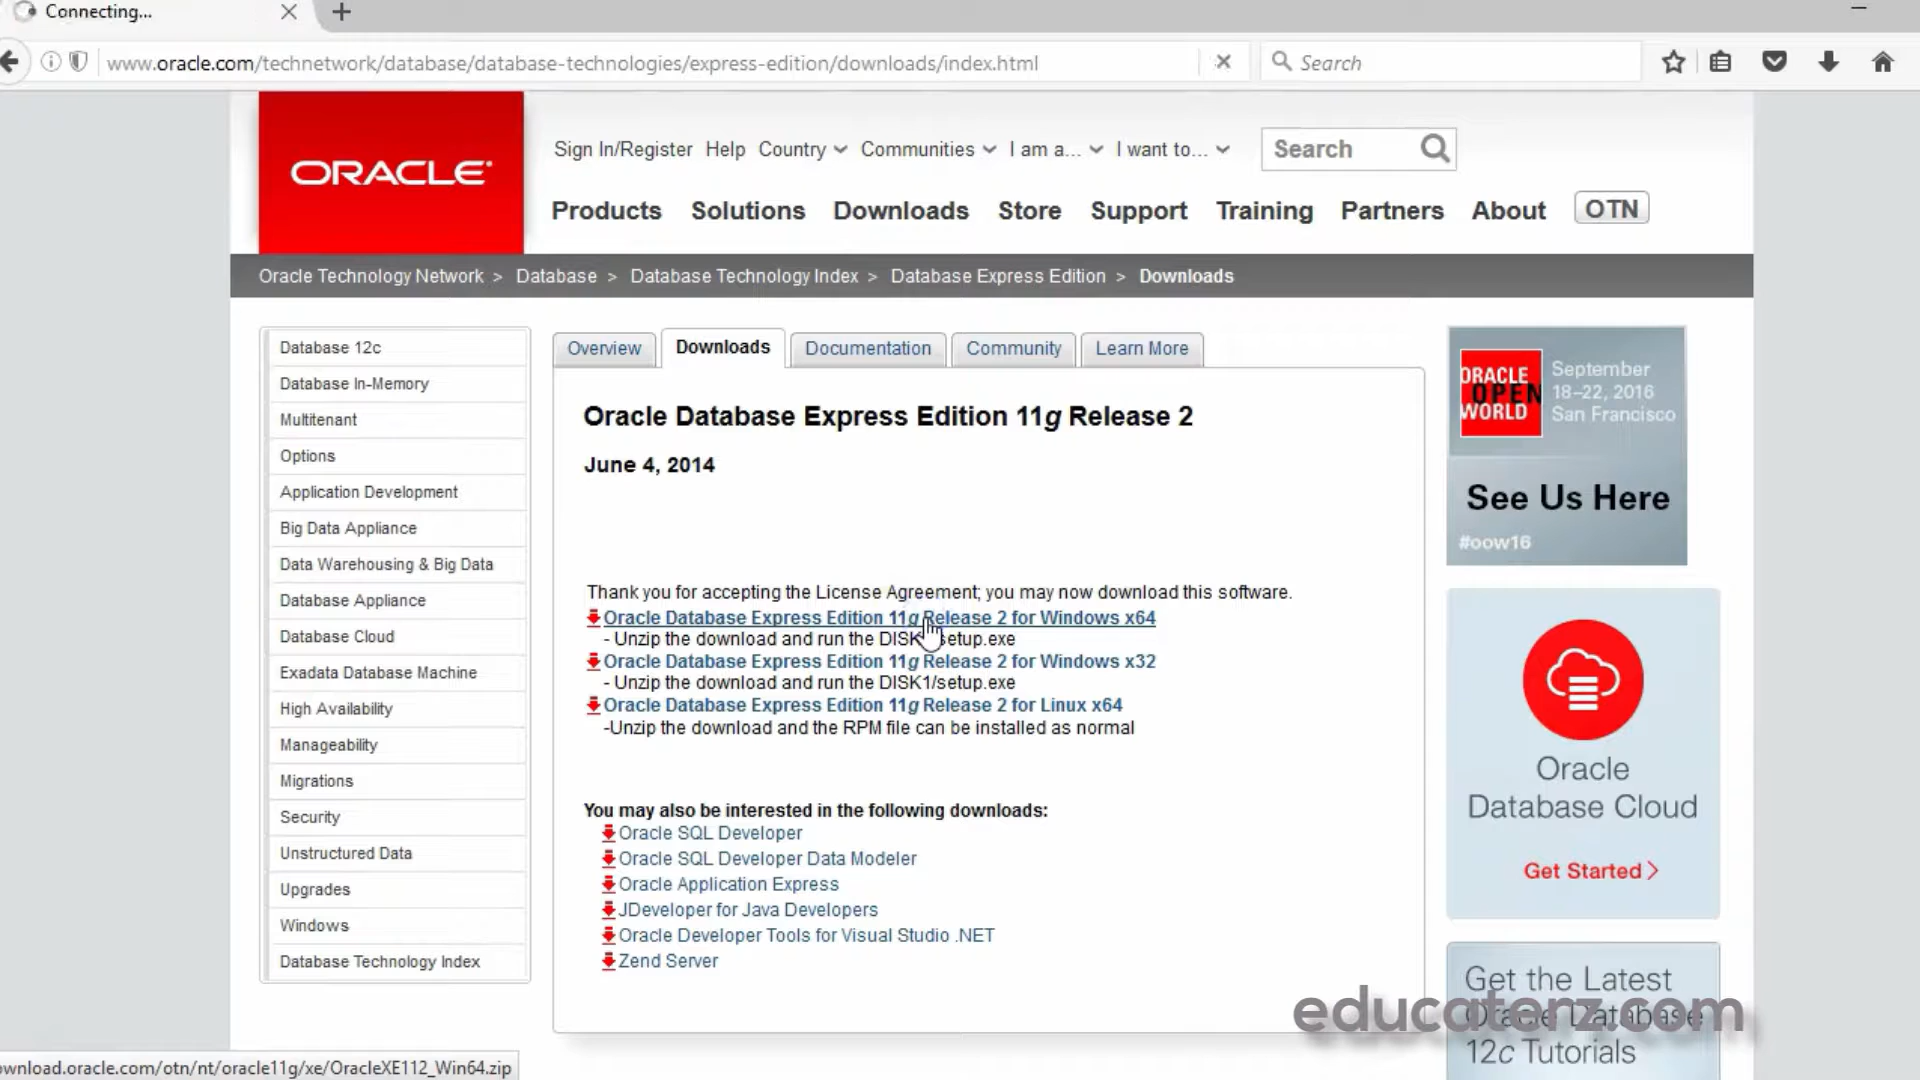 Connecting...
www.oracle.com/technetwork/database/database-technologies/express-edition/downloads/index.html
Search
ORACLE
Sign In/Register Help Country Communities I am a... I want to... Search
Products Solutions Downloads Store Support Training Partners About OTN
Oracle Technology Network > Database > Database Technology Index > Database Express Edition > Downloads
Database 12c
Database In-Memory
Multitenant
Options
Application Development
Big Data Appliance
Data Warehousing & Big Data
Database Appliance
Database Cloud
Exadata Database Machine
High Availability
Manageability
Migrations
Security
Unstructured Data
Upgrades
Windows
Database Technology Index
Overview Downloads Documentation Community Learn More
Oracle Database Express Edition 11g Release 2
June 4, 2014
Thank you for accepting the License Agreement; you may now download this software.
Oracle Database Express Edition 11g Release 2 for Windows x64
- Unzip the download and run the DISK setup.exe
Oracle Database Express Edition 11g Release 2 for Windows x32
- Unzip the download and run the DISK1/setup.exe
Oracle Database Express Edition 11g Release 2 for Linux x64
-Unzip the download and the RPM file can be installed as normal
You may also be interested in the following downloads:
Oracle SQL Developer
Oracle SQL Developer Data Modeler
Oracle Application Express
JDeveloper for Java Developers
Oracle Developer Tools for Visual Studio .NET
Zend Server
ORACLE
OPEN
WORLD
September
18–22, 2016
San Francisco
See Us Here
#oow16
Oracle
Database Cloud
Get Started >
Get the Latest
Oracle Database
12c Tutorials
educaterz.com
ownload.oracle.com/otn/nt/oracle11g/xe/OracleXE112_Win64.zip